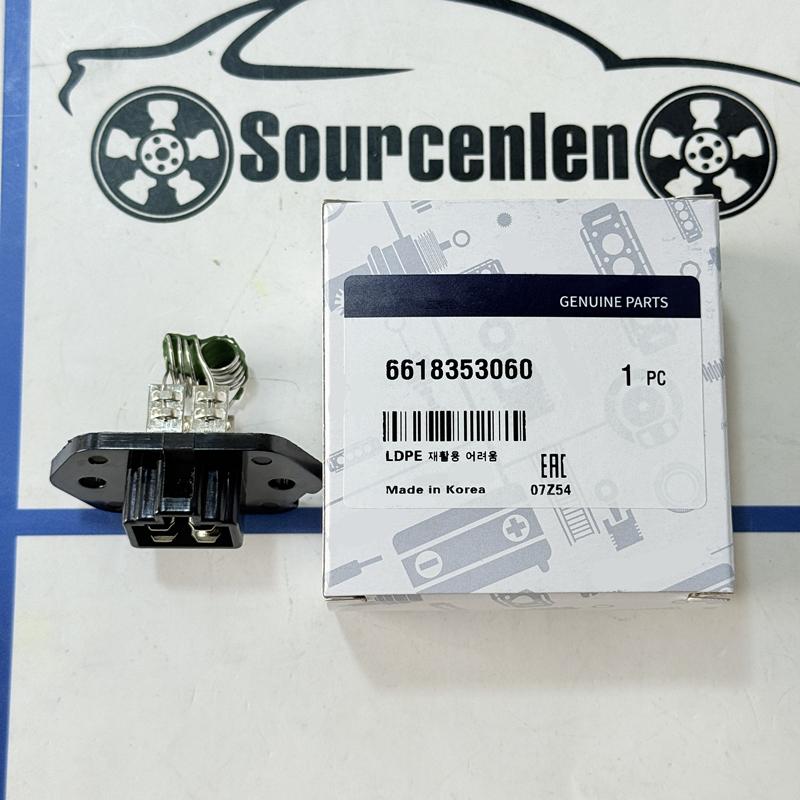 Sourcenlen
GENUINE PARTS
6618353060
1 PC
LDPE 재활용 어려움
EAC
Made in Korea
07Z54